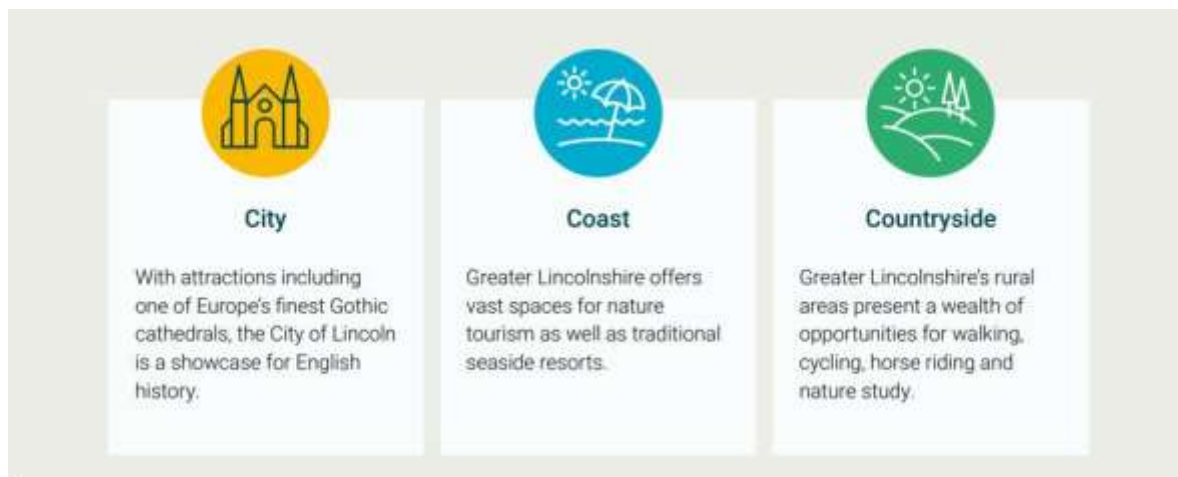 City
With attractions including
one of Europe's finest Gothic
cathedrals, the City of Lincoln
is a showcase for English
history.
Coast
Greater Lincolnshire offers
vast spaces for nature
tourism as well as traditional
seaside resorts.
Countryside
Greater Lincolnshire's rural
areas present a wealth of
opportunities for walking,
cycling, horse riding and
nature study.